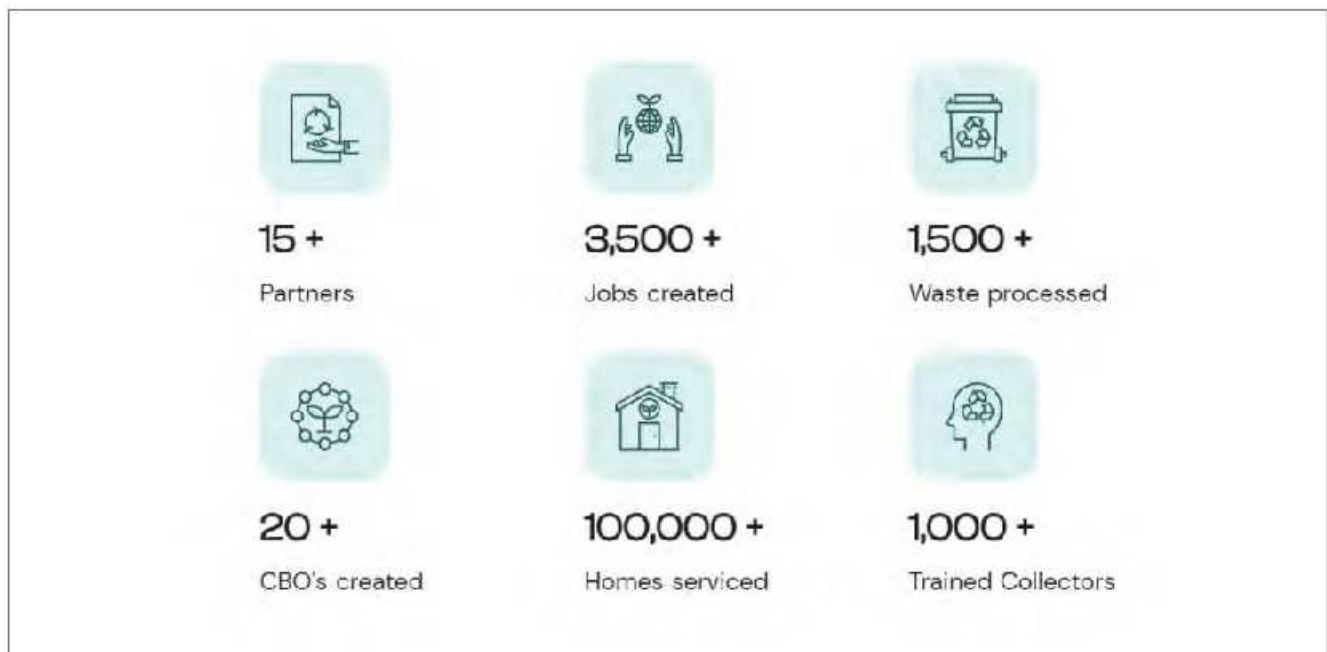 15 +
Partners
3,500 +
Jobs created
1,500 +
Waste processed
20 +
CBO's created
100,000 +
Homes serviced
1,000 +
Trained Collectors